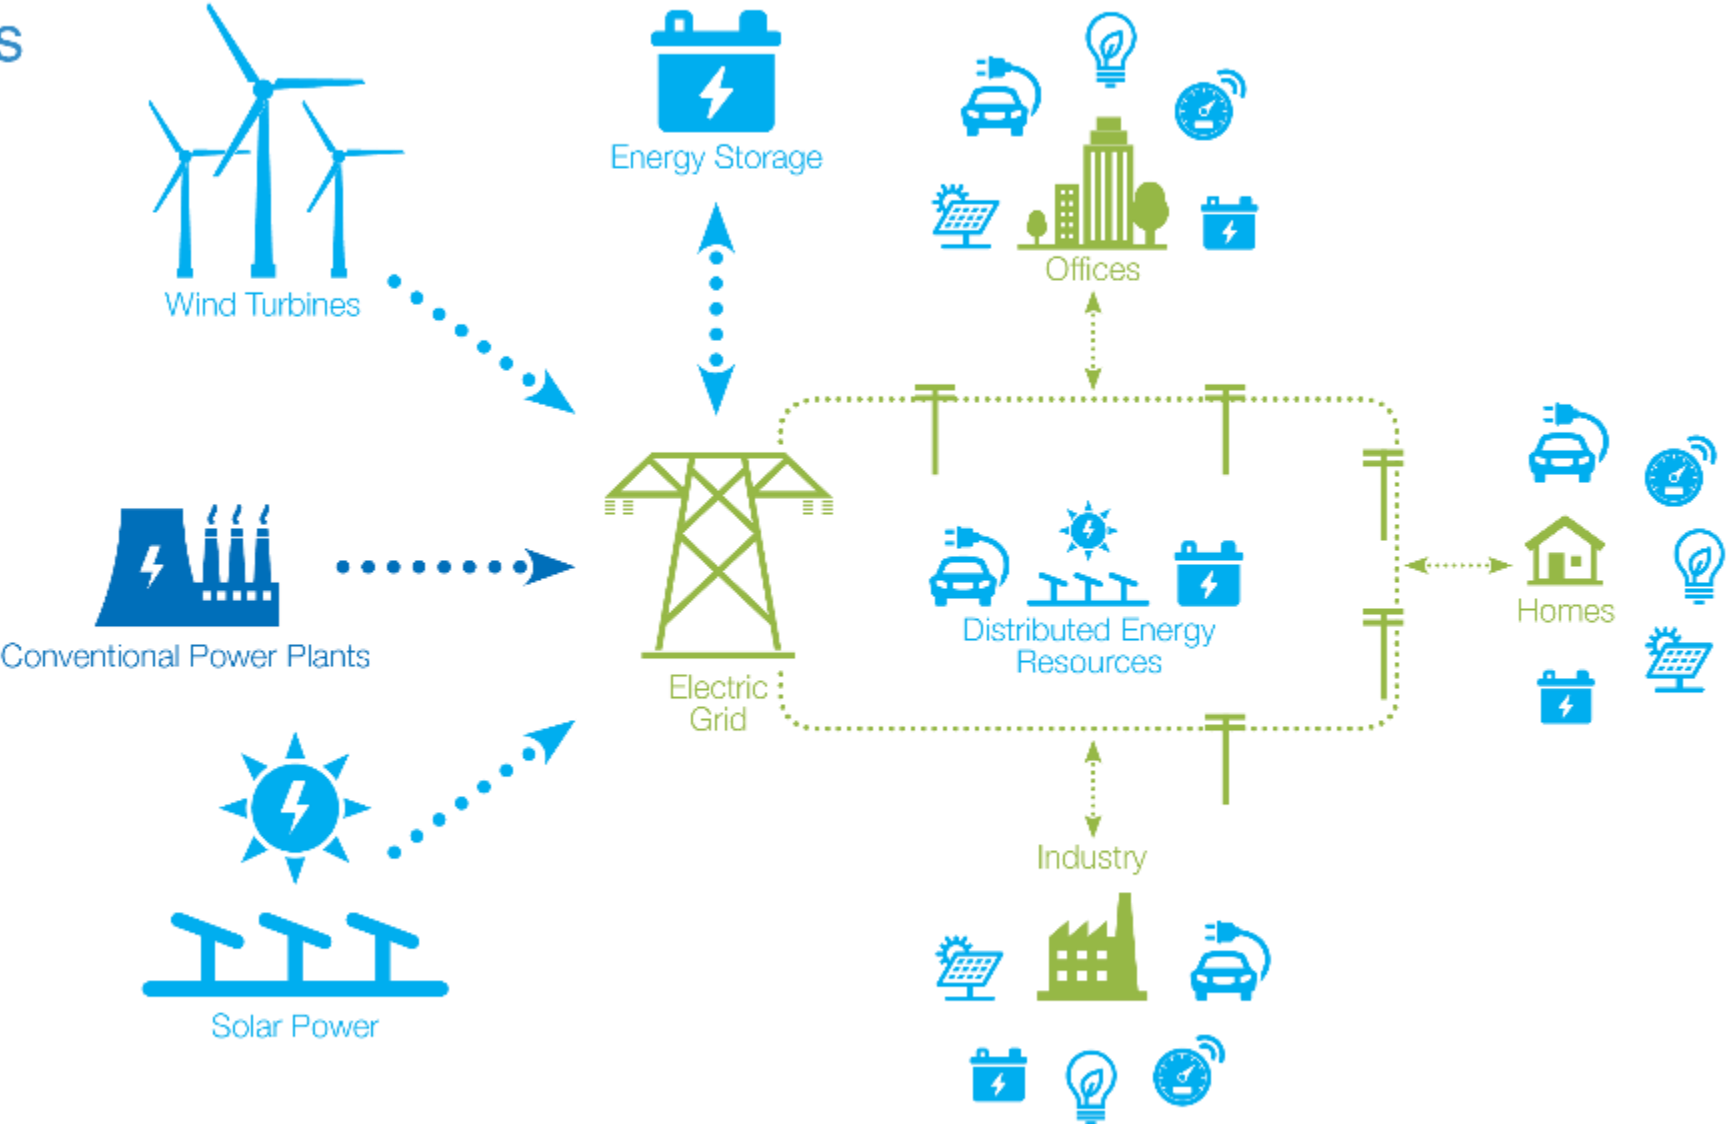 s
Wind Turbines
Energy Storage
Offices
Conventional Power Plants
Electric
Grid
Distributed Energy
Resources
Homes
Industry
Solar Power